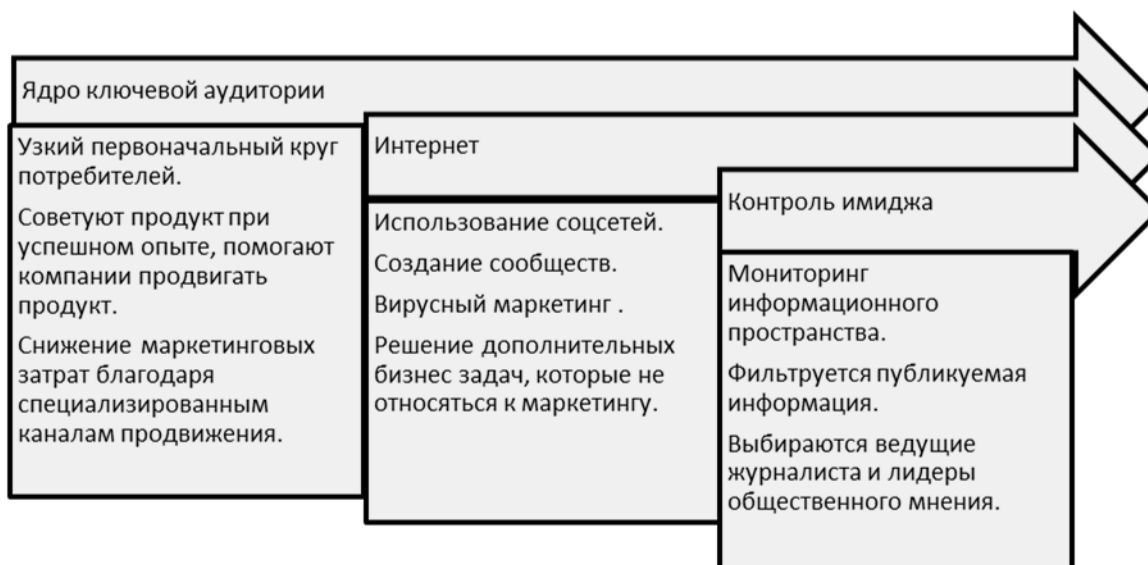 Ядро ключевой аудитории
Узкий первоначальный круг
потребителей.
Советуют продукт при
успешном опыте, помогают
компании продвигать
продукт.
Снижение маркетинговых
затрат благодаря
специализированным
каналам продвижения.
Интернет
Использование соцсетей.
Создание сообществ.
Вирусный маркетинг .
Решение дополнительных
бизнес задач, которые не
относяться к маркетингу.
Контроль имиджа
Мониторинг
информационного
пространства.
Фильтруется публикуемая
информация.
Выбираются ведущие
журналиста и лидеры
общественного мнения.